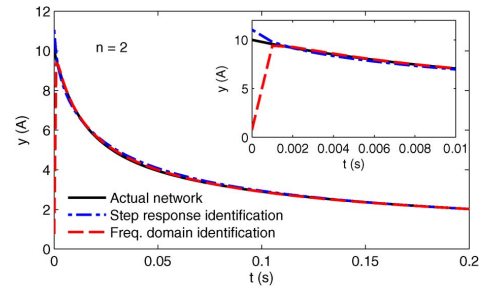 12
10
8
6
4
2
0
y (A)
n = 2
10
5
0
y (A)
0
0.002
0.004
0.006
0.008
0.01
t (s)
Actual network
Step response identification
Freq. domain identification
0
0.05
0.1
0.15
0.2
t (s)